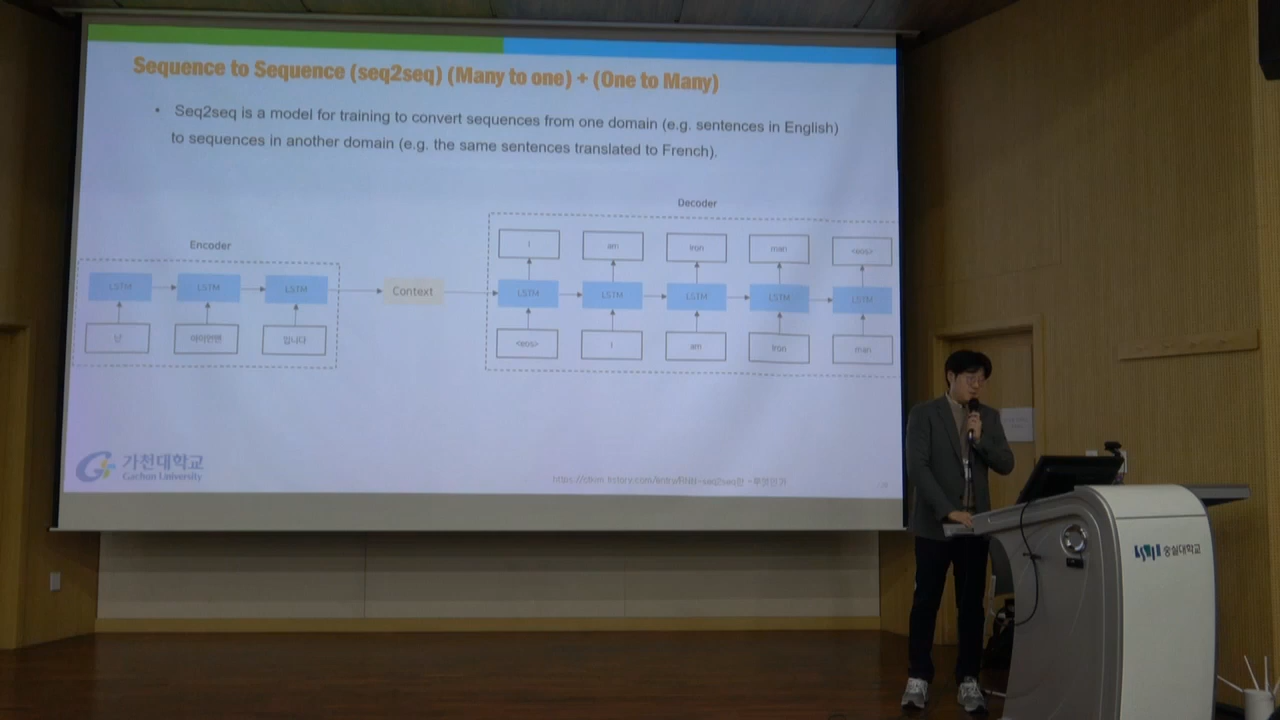 Sequence to Sequence (seq2seq) (Many to one) + (One to Many)
• Seq2seq is a model for training to convert sequences from one domain (e.g. sentences in English)
to sequences in another domain (e.g. the same sentences translated to French).
Encoder
LSTM LSTM LSTM
난 아이언맨 입니다
Context
Decoder
I am Iron man <eos>
LSTM LSTM LSTM LSTM LSTM
<eos> I am Iron man
가천대학교
Gachon University
숭실대학교